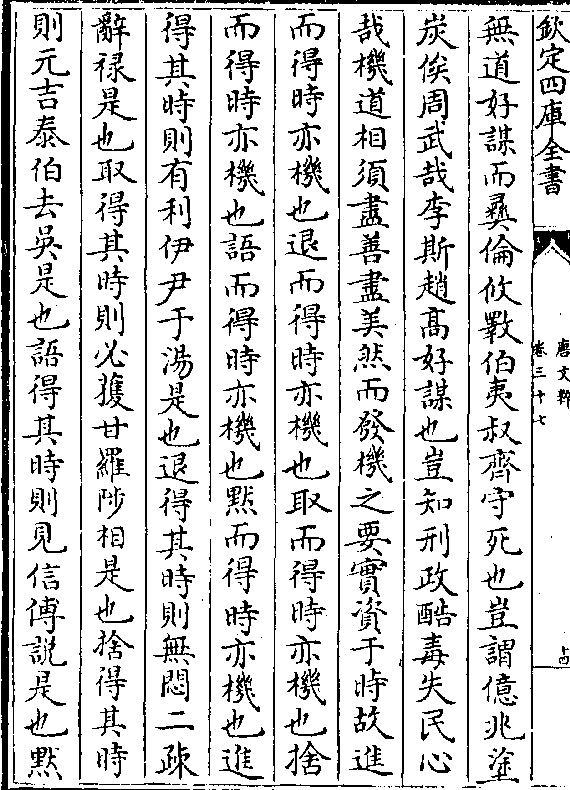 欽定四庫全書
唐文粹
卷三十七
無道好謀而彞倫攸斁伯夷叔齊守死也豈謂億兆塗
炭俟周武哉李斯趙髙好謀也豈知刑政酷毒失民心
哉機道相須盡善盡美然而發機之要實資于時故進
而得時亦機也退而得時亦機也取而得時亦機也捨
而得時亦機也語而得時亦機也黙而得時亦機也進
得其時則有利伊尹于湯是也退得其時則無悶二疎
辭禄是也取得其時則必獲甘羅陟相是也捨得其時
則元吉泰伯去吳是也語得其時則見信傅説是也黙